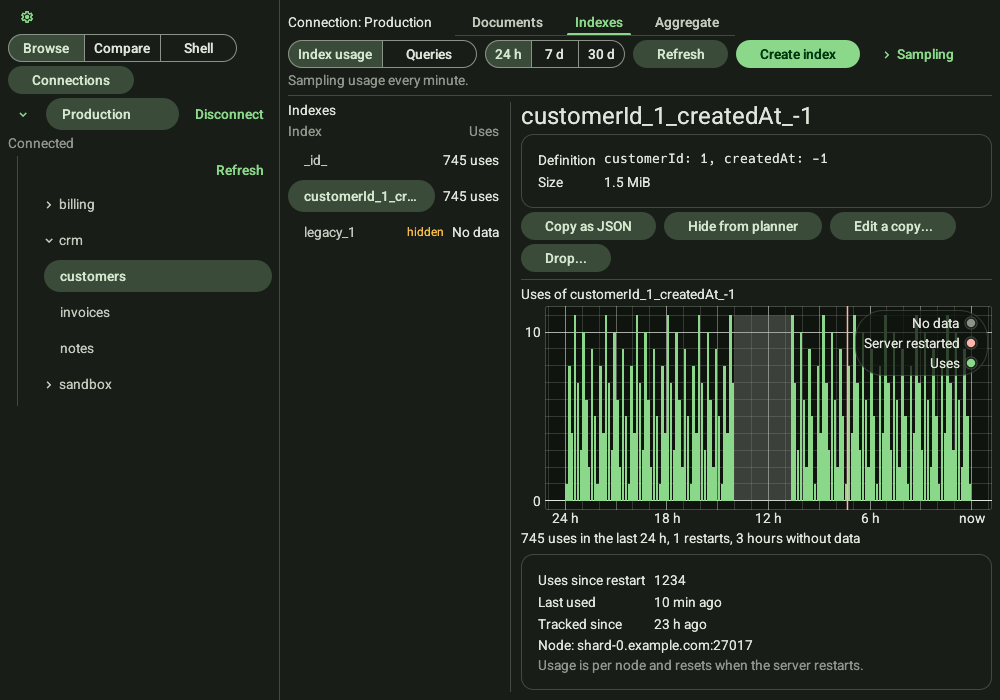 Browse
Compare
Shell
Connections
Production
Disconnect
Connected
Refresh
billing
crm
customers
invoices
notes
sandbox
Connection: Production
Documents
Indexes
Aggregate
Index usage
Queries
24 h
7 d
30 d
Refresh
Create index
Sampling
Sampling usage every minute.
Indexes
Index
Uses
_id_
745 uses
customerId_1_cr...
745 uses
legacy_1
hidden
No data
customerId_1_createdAt_-1
Definition customerId: 1, createdAt: -1
Size 1.5 MiB
Copy as JSON
Hide from planner
Edit a copy...
Drop...
Uses of customerId_1_createdAt_-1
10
0
No data
Server restarted
Uses
24 h
18 h
12 h
6 h
now
745 uses in the last 24 h, 1 restarts, 3 hours without data
Uses since restart 1234
Last used 10 min ago
Tracked since 23 h ago
Node: shard-0.example.com:27017
Usage is per node and resets when the server restarts.